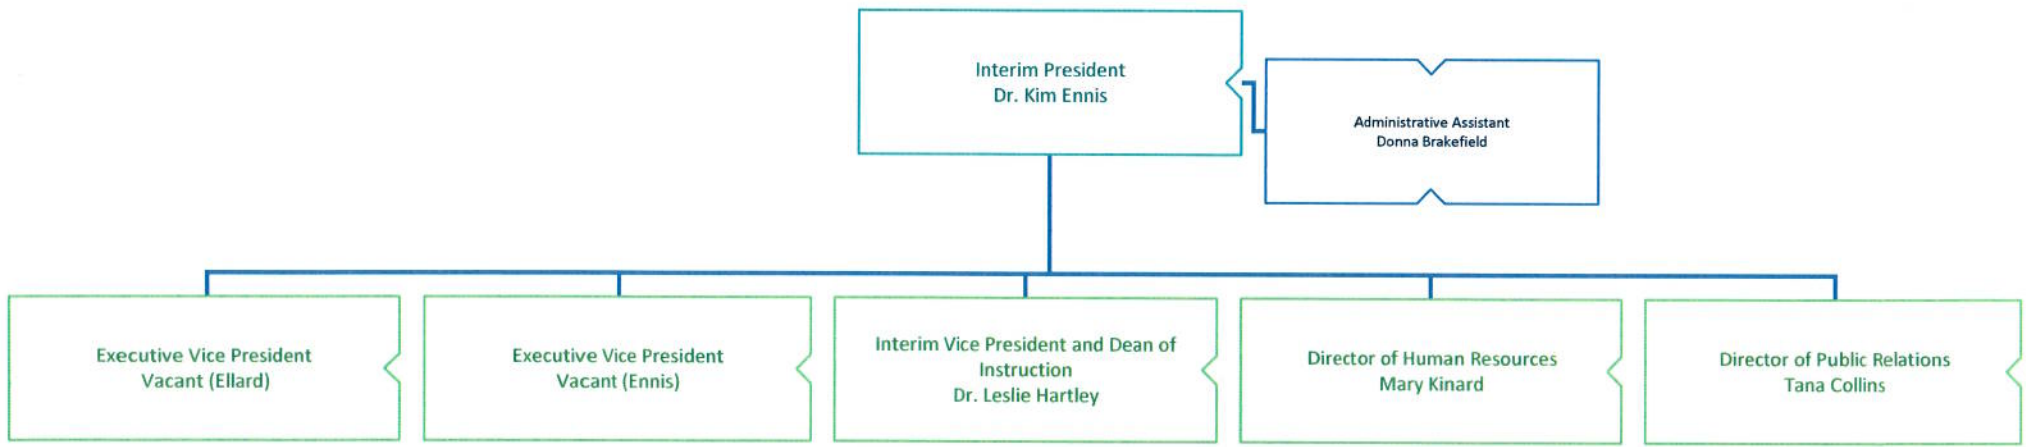 Interim President
Dr. Kim Ennis
Administrative Assistant
Donna Brakefield
Executive Vice President
Vacant (Ellard)
Executive Vice President
Vacant (Ennis)
Interim Vice President and Dean of
Instruction
Dr. Leslie Hartley
Director of Human Resources
Mary Kinard
Director of Public Relations
Tana Collins